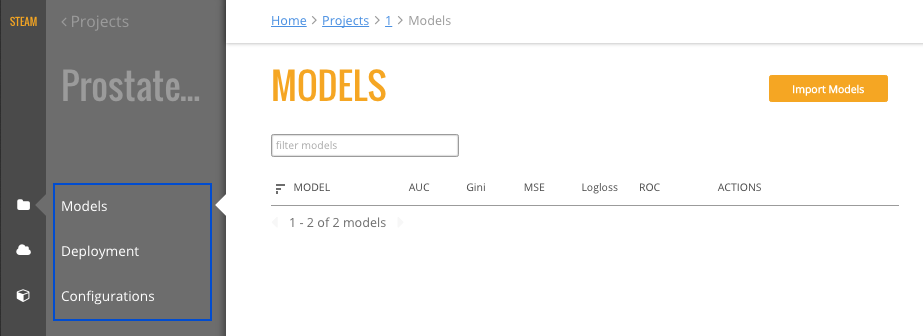 STEAM
< Projects
Prostate...
Models
Deployment
Configurations
Home > Projects > 1 > Models
MODELS
Import Models
filter models
MODEL AUC Gini MSE Logloss ROC ACTIONS
1 - 2 of 2 models